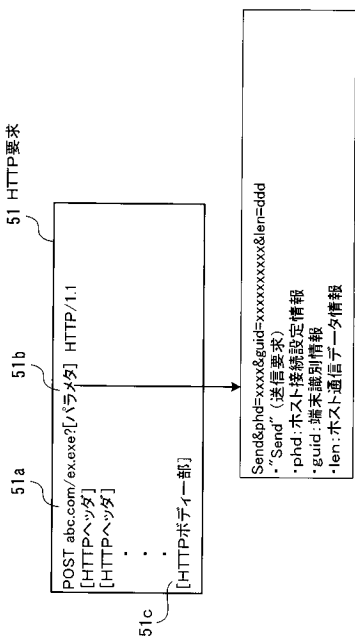 51 HTTP要求
51a
51b
POST abc.com/ex.exe?[パラメタ] HTTP/1.1
[HTTPヘッダ]
[HTTPヘッダ]
・
・
・
[HTTPボディー部]
51c
Send&phd=xxxx&guid=xxxxxxxxxx&len=ddd
・"Send" (送信要求)
・phd:ホスト接続設定情報
・guid:端末識別情報
・len:ホスト通信データ情報